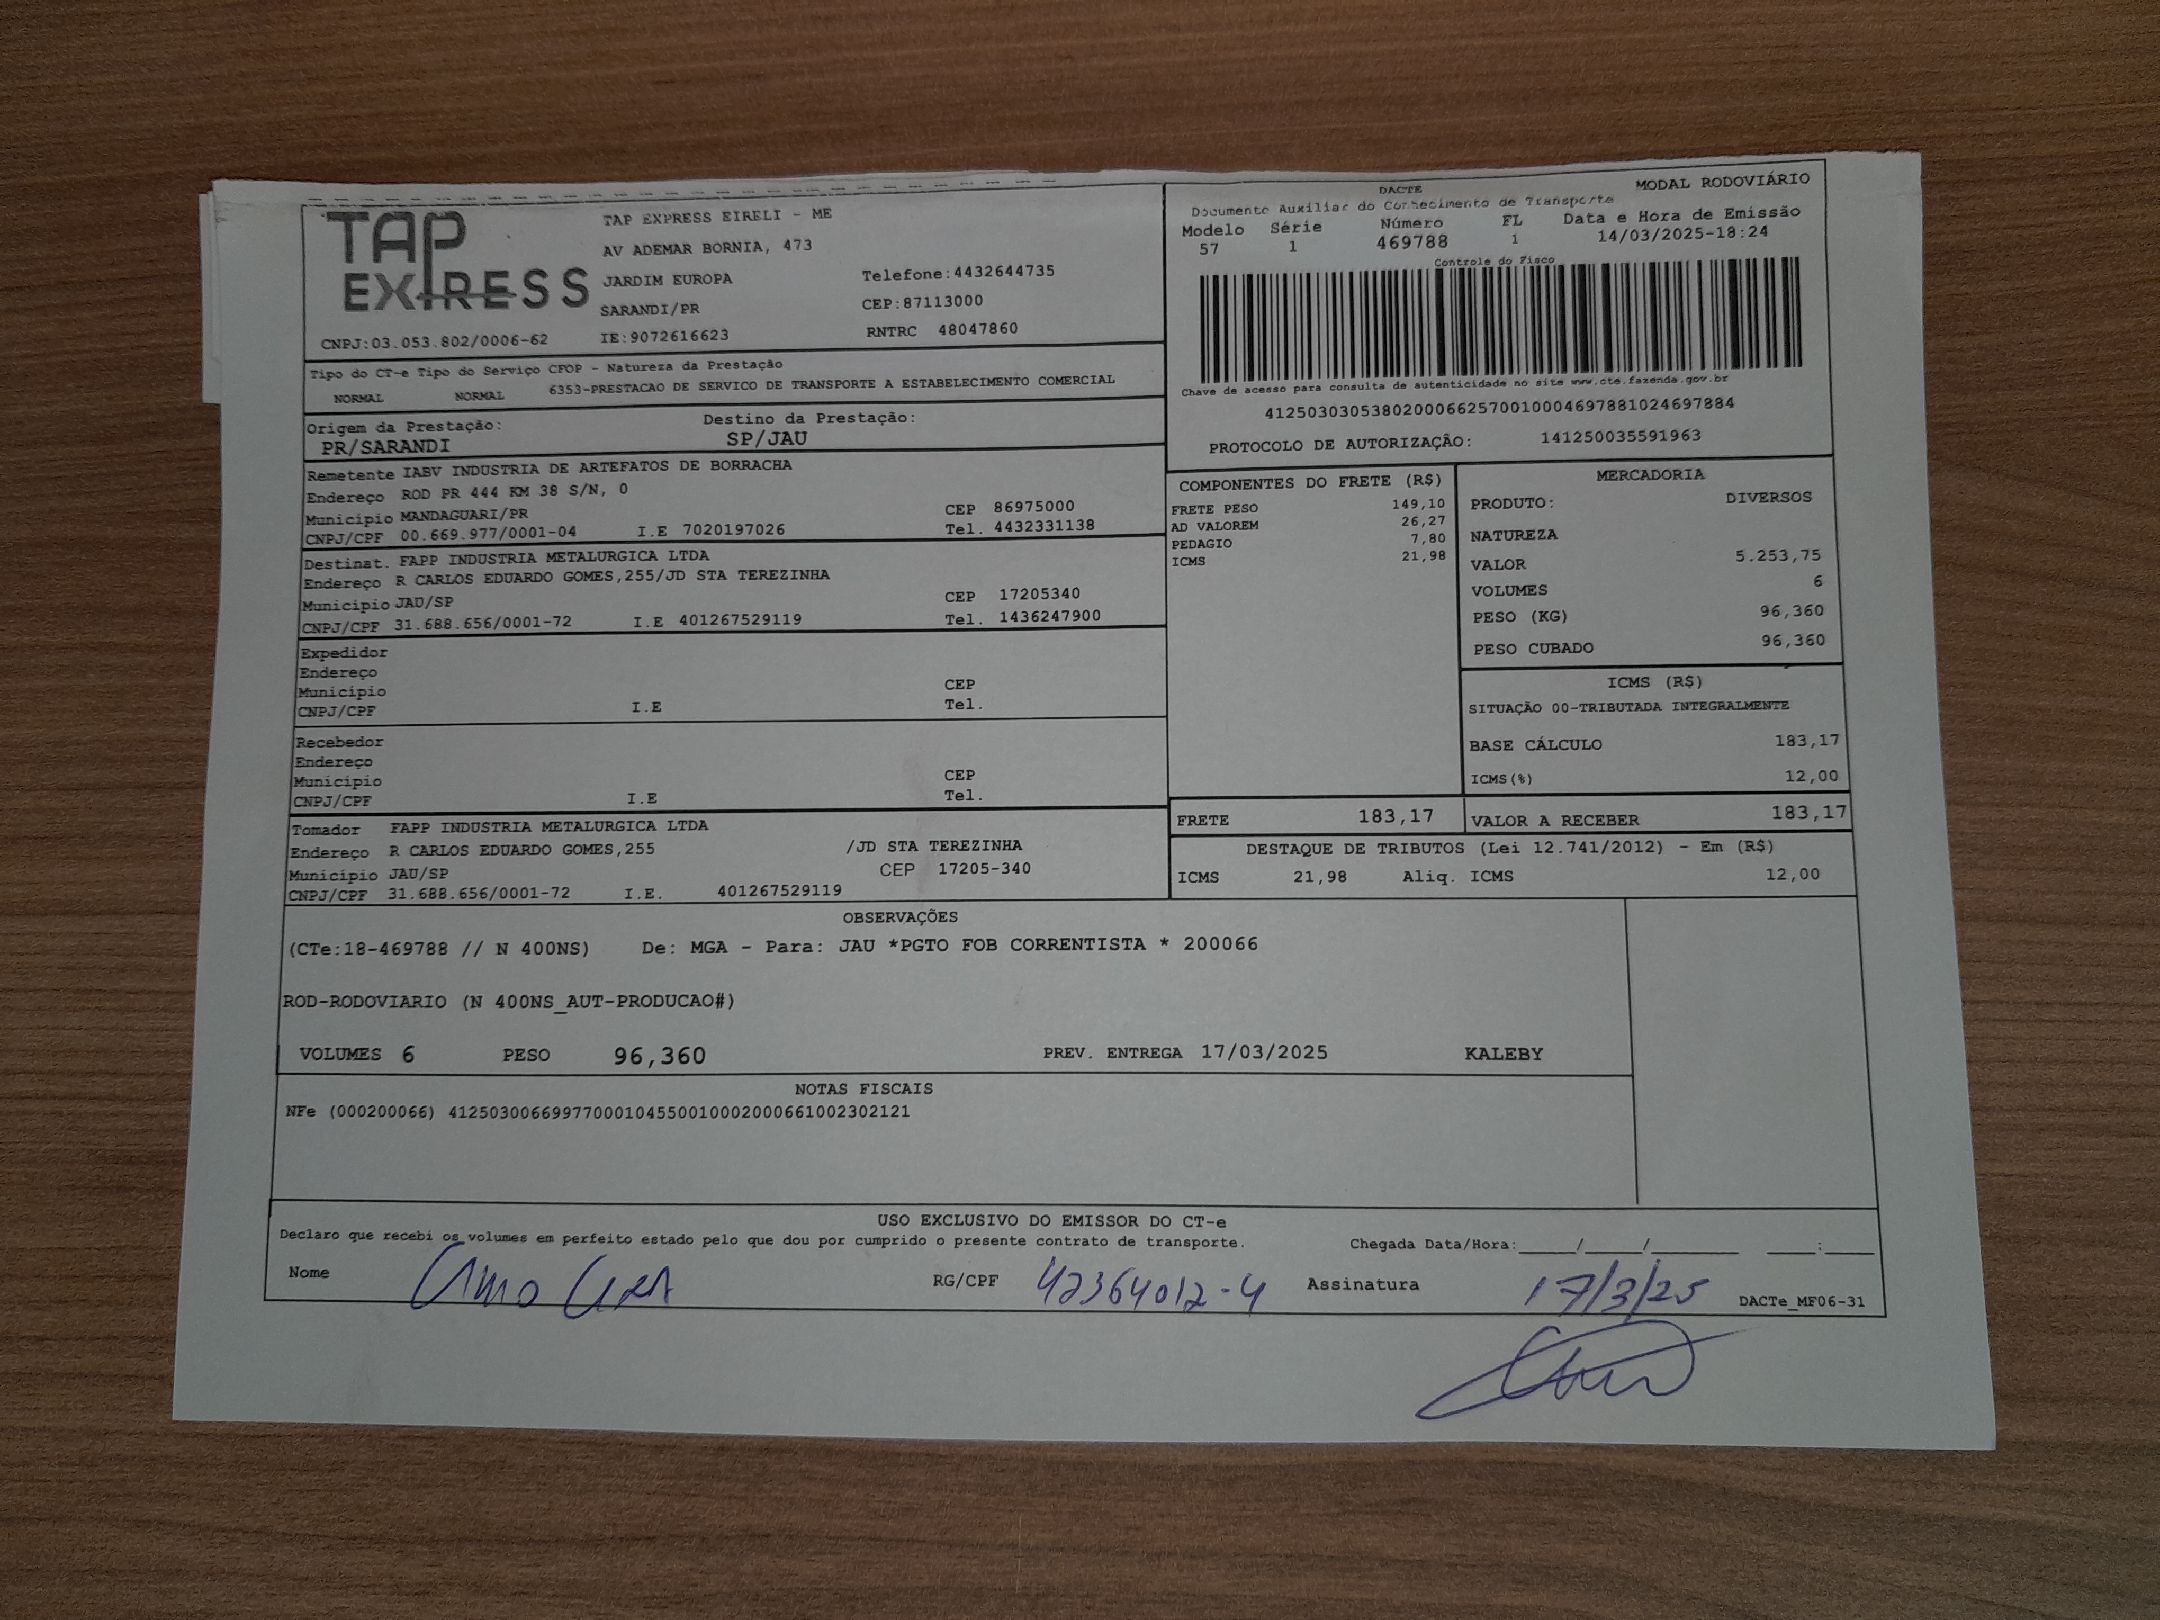 TAP
EXPRESS
TAP EXPRESS EIRELI - ME
AV ADEMAR BORNIA, 473
JARDIM EUROPA Telefone:4432644735
SARANDI/PR CEP:87113000
CNPJ:03.053.802/0006-62 IE:9072616623 RNTRC 48047860
DACTE MODAL RODOVIÁRIO
Documento Auxiliar do Conhecimento de Transporte
Modelo Série Número FL Data e Hora de Emissão
57 1 469788 1 14/03/2025-18:24
Controle do Fisco
Chave de acesso para consulta de autenticidade no site www.cte.fazenda.gov.br
41250303053802000662570010004697881024697884
PROTOCOLO DE AUTORIZAÇÃO: 141250035591963
Tipo do CT-e Tipo do Serviço CFOP - Natureza da Prestação
NORMAL NORMAL 6353-PRESTACAO DE SERVICO DE TRANSPORTE A ESTABELECIMENTO COMERCIAL
Origem da Prestação: Destino da Prestação:
PR/SARANDI SP/JAU
Remetente IABV INDUSTRIA DE ARTEFATOS DE BORRACHA
Endereço ROD PR 444 KM 38 S/N, 0
Município MANDAGUARI/PR CEP 86975000
CNPJ/CPF 00.669.977/0001-04 I.E 7020197026 Tel. 4432331138
Destinat. FAPP INDUSTRIA METALURGICA LTDA
Endereço R CARLOS EDUARDO GOMES,255/JD STA TEREZINHA
Município JAU/SP CEP 17205340
CNPJ/CPF 31.688.656/0001-72 I.E 401267529119 Tel. 1436247900
Expedidor
Endereço
Município CEP
CNPJ/CPF I.E Tel.
Recebedor
Endereço
Município CEP
CNPJ/CPF I.E Tel.
Tomador FAPP INDUSTRIA METALURGICA LTDA
Endereço R CARLOS EDUARDO GOMES,255 /JD STA TEREZINHA
Município JAU/SP CEP 17205-340
CNPJ/CPF 31.688.656/0001-72 I.E. 401267529119
COMPONENTES DO FRETE (R$)
FRETE PESO 149,10
AD VALOREM 26,27
PEDAGIO 7,80
ICMS 21,98
MERCADORIA
PRODUTO: DIVERSOS
NATUREZA
VALOR 5.253,75
VOLUMES 6
PESO (KG) 96,360
PESO CUBADO 96,360
ICMS (R$)
SITUAÇÃO 00-TRIBUTADA INTEGRALMENTE
BASE CÁLCULO 183,17
ICMS(%) 12,00
FRETE 183,17 VALOR A RECEBER 183,17
DESTAQUE DE TRIBUTOS (Lei 12.741/2012) - Em (R$)
ICMS 21,98 Aliq. ICMS 12,00
OBSERVAÇÕES
(CTe:18-469788 // N 400NS) De: MGA - Para: JAU *PGTO FOB CORRENTISTA * 200066
ROD-RODOVIARIO (N 400NS_AUT-PRODUCAO#)
VOLUMES 6 PESO 96,360 PREV. ENTREGA 17/03/2025 KALEBY
NOTAS FISCAIS
NFe (000200066) 41250300669977000104550010002000661002302121
USO EXCLUSIVO DO EMISSOR DO CT-e
Declaro que recebi os volumes em perfeito estado pelo que dou por cumprido o presente contrato de transporte. Chegada Data/Hora:_____/_____/________ ____:____
Nome RG/CPF 42364012-4 Assinatura 17/3/25 DACTe_MF06-31